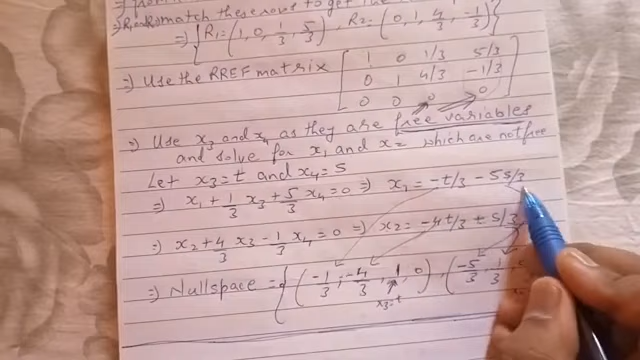 match these rows to get the
⇒ {R1=(1, 0, 1/3, 5/3), R2=(0, 1, 4/3, -1/3)}
⇒ Use the RREF matrix [1 0 1/3 5/3
0 1 4/3 -1/3
0 0 0 0]
⇒ Use x3 and x4 as they are free variables
and solve for x1 and x2 which are not free
Let x3=t and x4=s
⇒ x1 + 1/3 x3 + 5/3 x4=0 ⇒ x1 = -t/3 - 5s/3
⇒ x2 + 4/3 x3 - 1/3 x4=0 ⇒ x2 = -4t/3 + s/3
⇒ Nullspace = {(-1/3, -4/3, 1, 0), (-5/3, 1/3,
x3=t